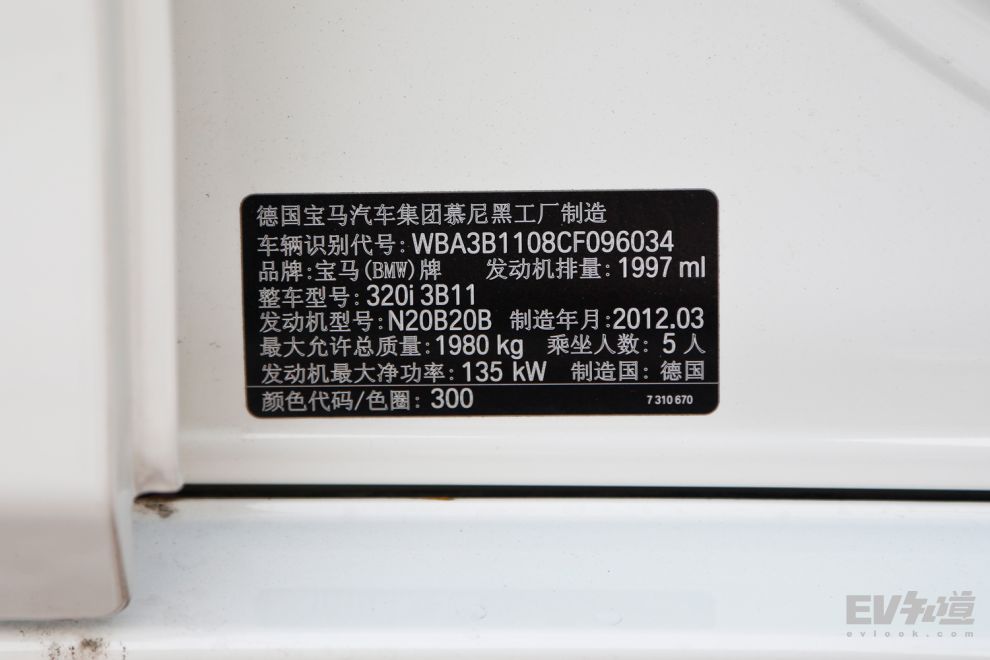 德国宝马汽车集团慕尼黑工厂制造
车辆识别代号: WBA3B1108CF096034
品牌:宝马(BMW)牌 发动机排量: 1997 ml
整车型号: 320i 3B11
发动机型号: N20B20B 制造年月:2012.03
最大允许总质量: 1980 kg 乘坐人数: 5 人
发动机最大净功率: 135 kW 制造国: 德国
颜色代码/色圈: 300 7 310 670
EV知道
evlook.com